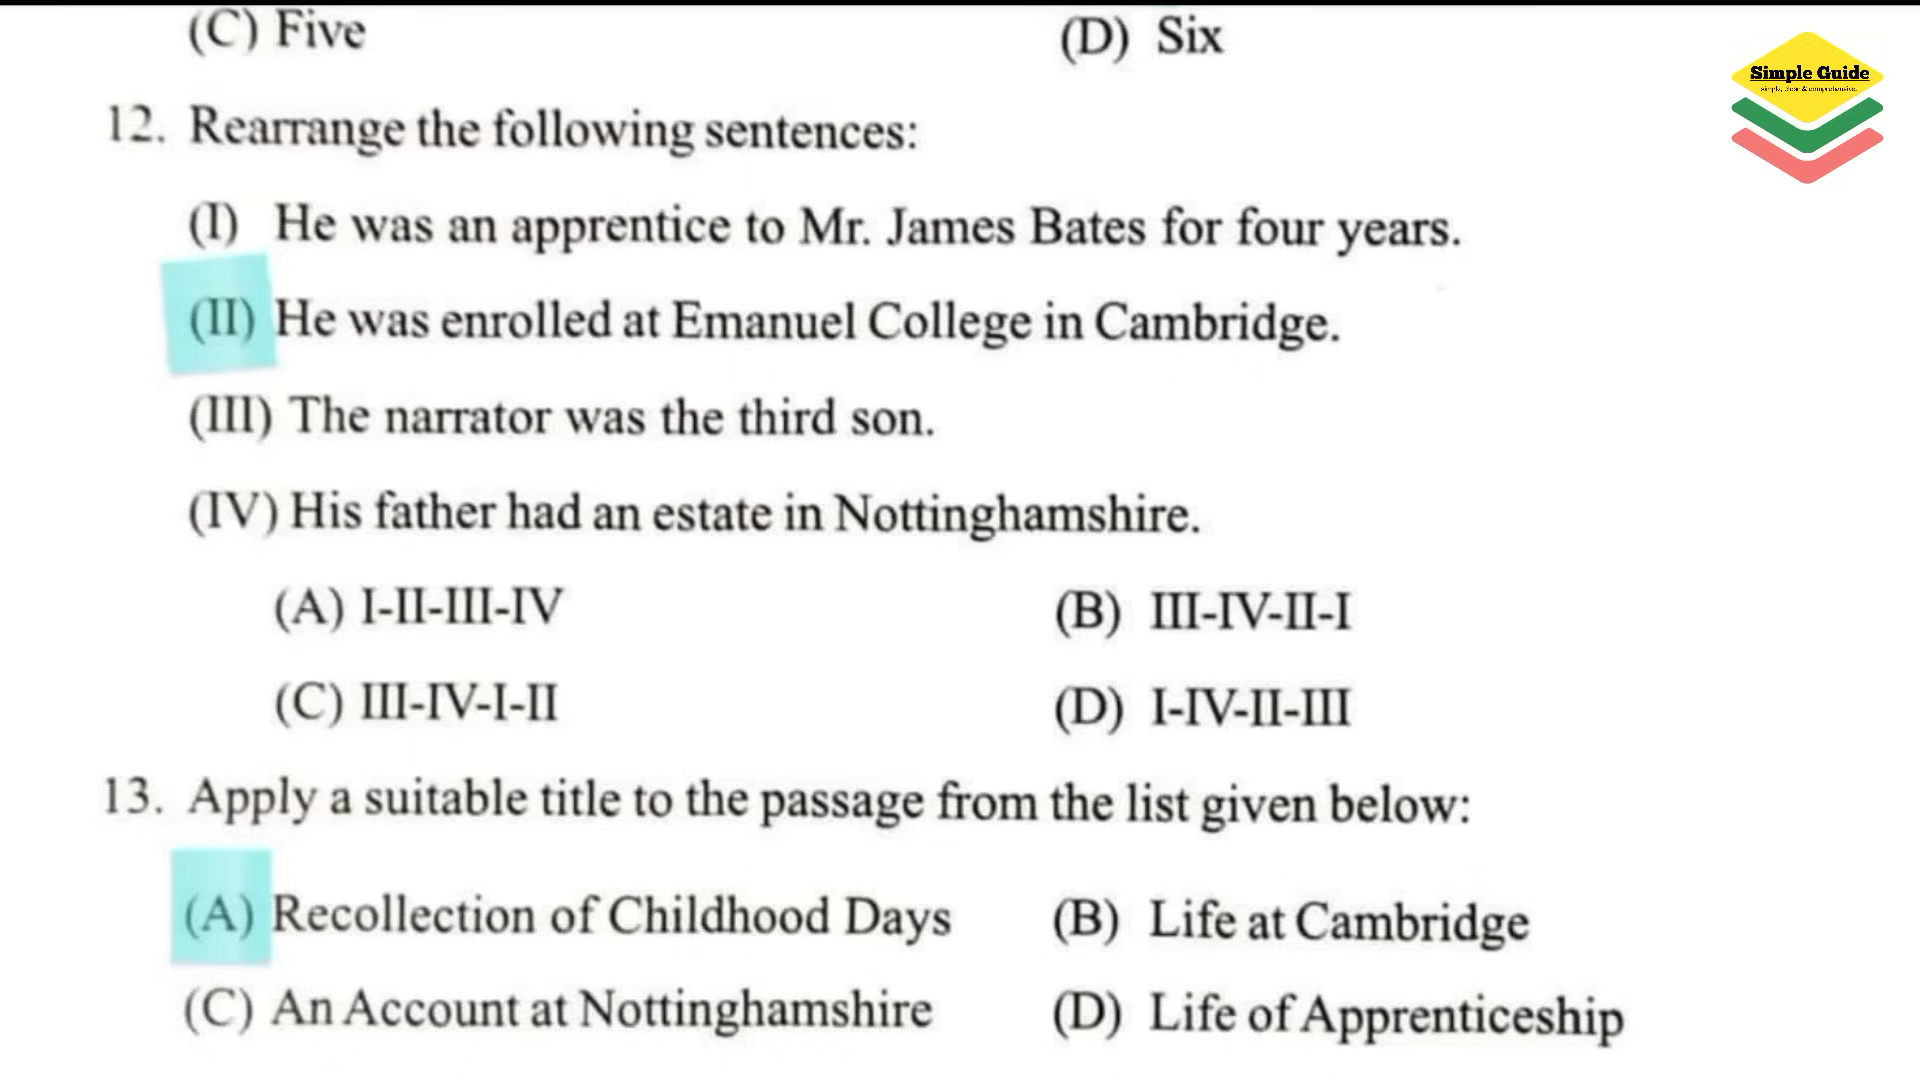 (C) Five (D) Six
Simple Guide
simple, clear & comprehensive.
12. Rearrange the following sentences:
(I) He was an apprentice to Mr. James Bates for four years.
(II) He was enrolled at Emanuel College in Cambridge.
(III) The narrator was the third son.
(IV) His father had an estate in Nottinghamshire.
(A) I-II-III-IV (B) III-IV-II-I
(C) III-IV-I-II (D) I-IV-II-III
13. Apply a suitable title to the passage from the list given below:
(A) Recollection of Childhood Days (B) Life at Cambridge
(C) An Account at Nottinghamshire (D) Life of Apprenticeship